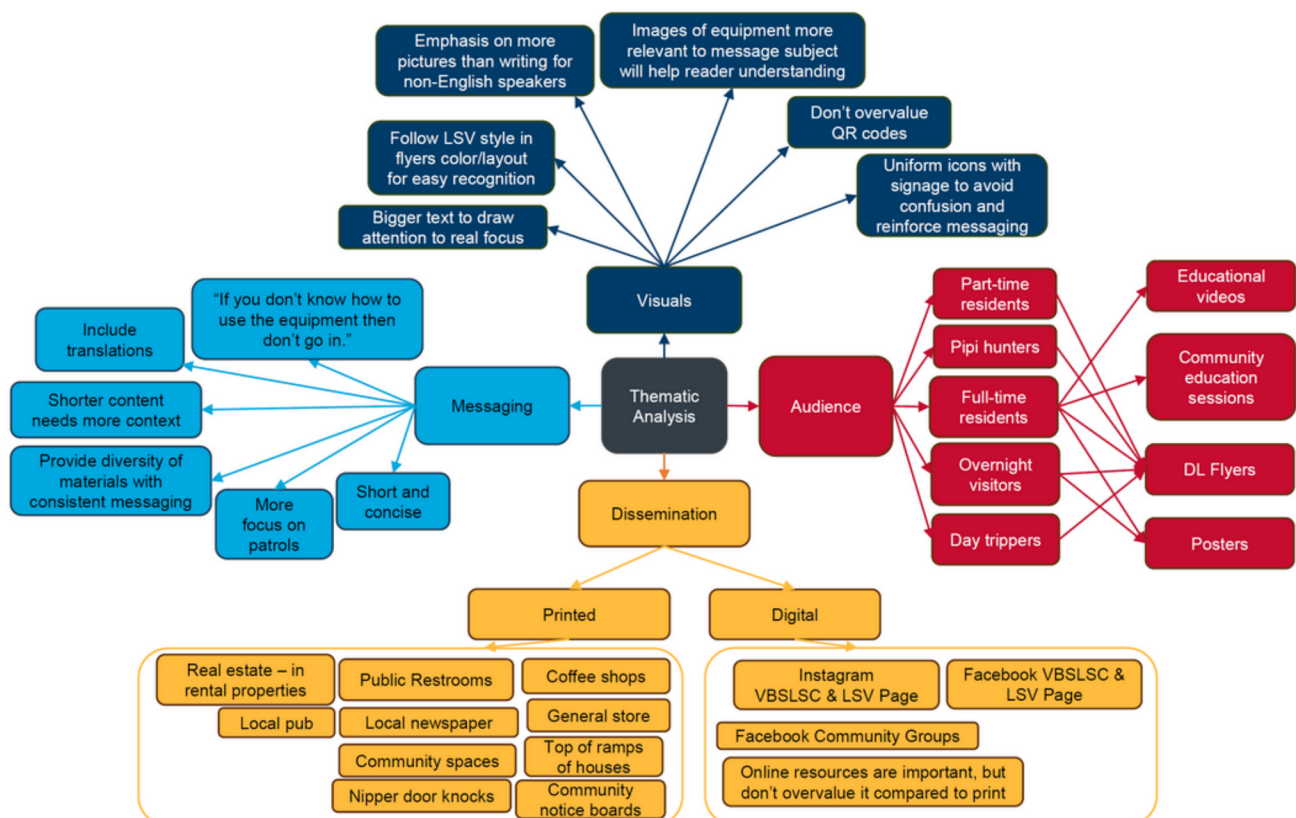 Emphasis on more
pictures than writing for
non-English speakers
Images of equipment more
relevant to message subject
will help reader understanding
Don't overvalue
QR codes
Follow LSV style in
flyers color/layout
for easy recognition
Uniform icons with
signage to avoid
confusion and
reinforce messaging
Bigger text to draw
attention to real focus
Visuals
"If you don't know how to
use the equipment then
don't go in."
Include
translations
Shorter content
needs more context
Provide diversity of
materials with
consistent messaging
More
focus on
patrols
Short and
concise
Messaging
Thematic
Analysis
Audience
Part-time
residents
Pipi hunters
Full-time
residents
Overnight
visitors
Day trippers
Educational
videos
Community
education
sessions
DL Flyers
Posters
Dissemination
Printed
Digital
Real estate – in
rental properties
Public Restrooms
Coffee shops
Local pub
Local newspaper
General store
Community spaces
Top of ramps
of houses
Nipper door knocks
Community
notice boards
Instagram
VBSLSC & LSV Page
Facebook VBSLSC &
LSV Page
Facebook Community Groups
Online resources are important, but
don't overvalue it compared to print